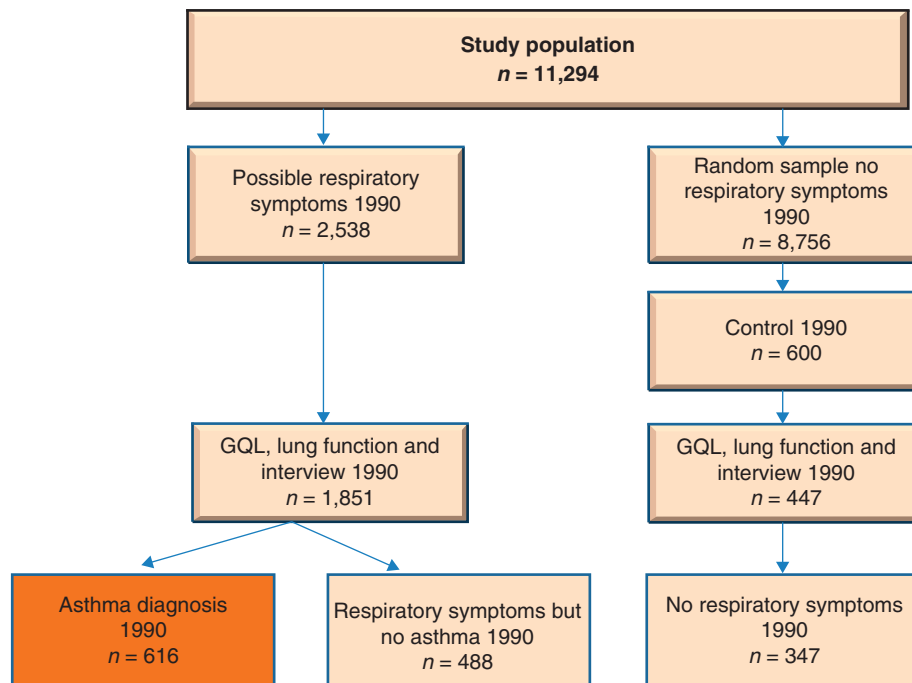 Study population
n = 11,294
Possible respiratory
symptoms 1990
n = 2,538
Random sample no
respiratory symptoms
1990
n = 8,756
Control 1990
n = 600
GQL, lung function and
interview 1990
n = 1,851
GQL, lung function and
interview 1990
n = 447
Asthma diagnosis
1990
n = 616
Respiratory symptoms but
no asthma 1990
n = 488
No respiratory symptoms
1990
n = 347